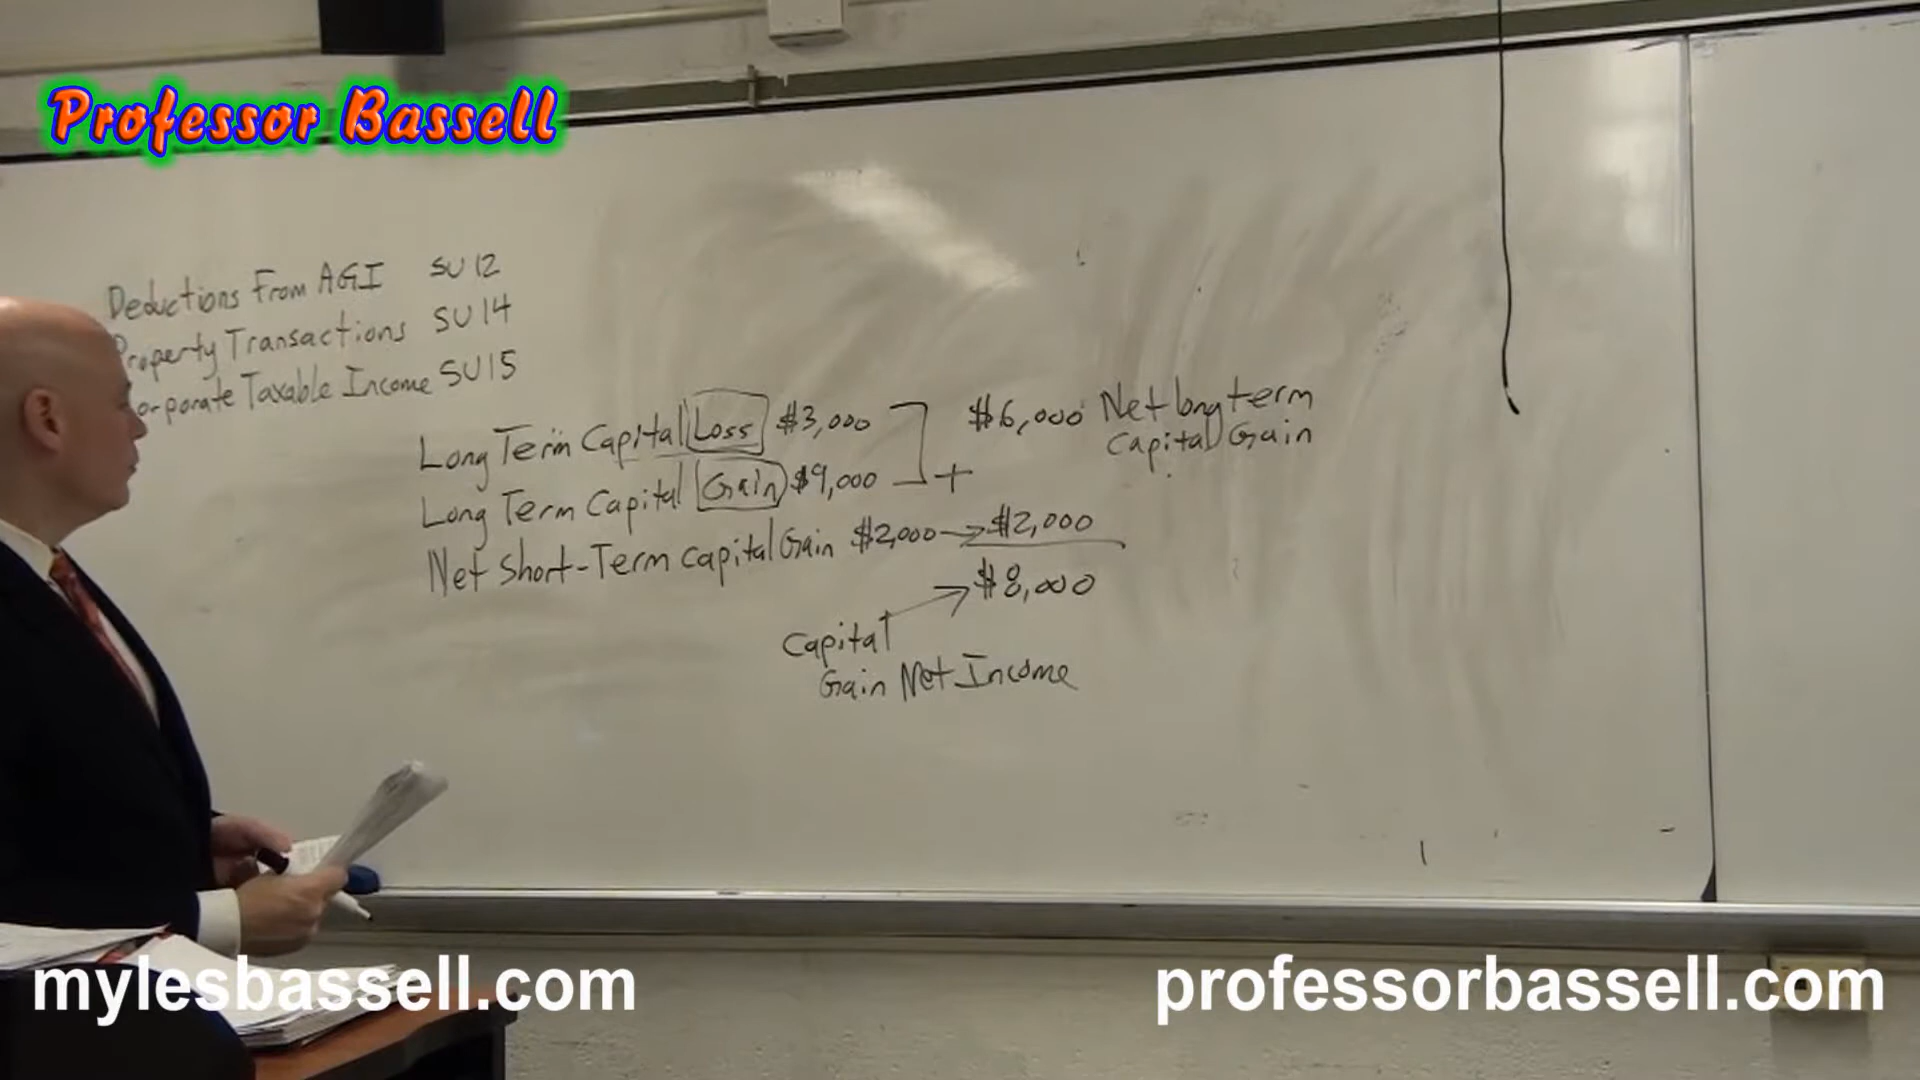 Professor Bassell
Deductions From AGI SU 12
Property Transactions SU 14
Corporate Taxable Income SU 15
Long Term Capital Loss $3,000
$6,000 Net long term
Capital Gain
Long Term Capital Gain $9,000 +
Net Short-Term Capital Gain $2,000 → $2,000
$8,000
Capital
Gain Net Income
mylesbassell.com
professorbassell.com